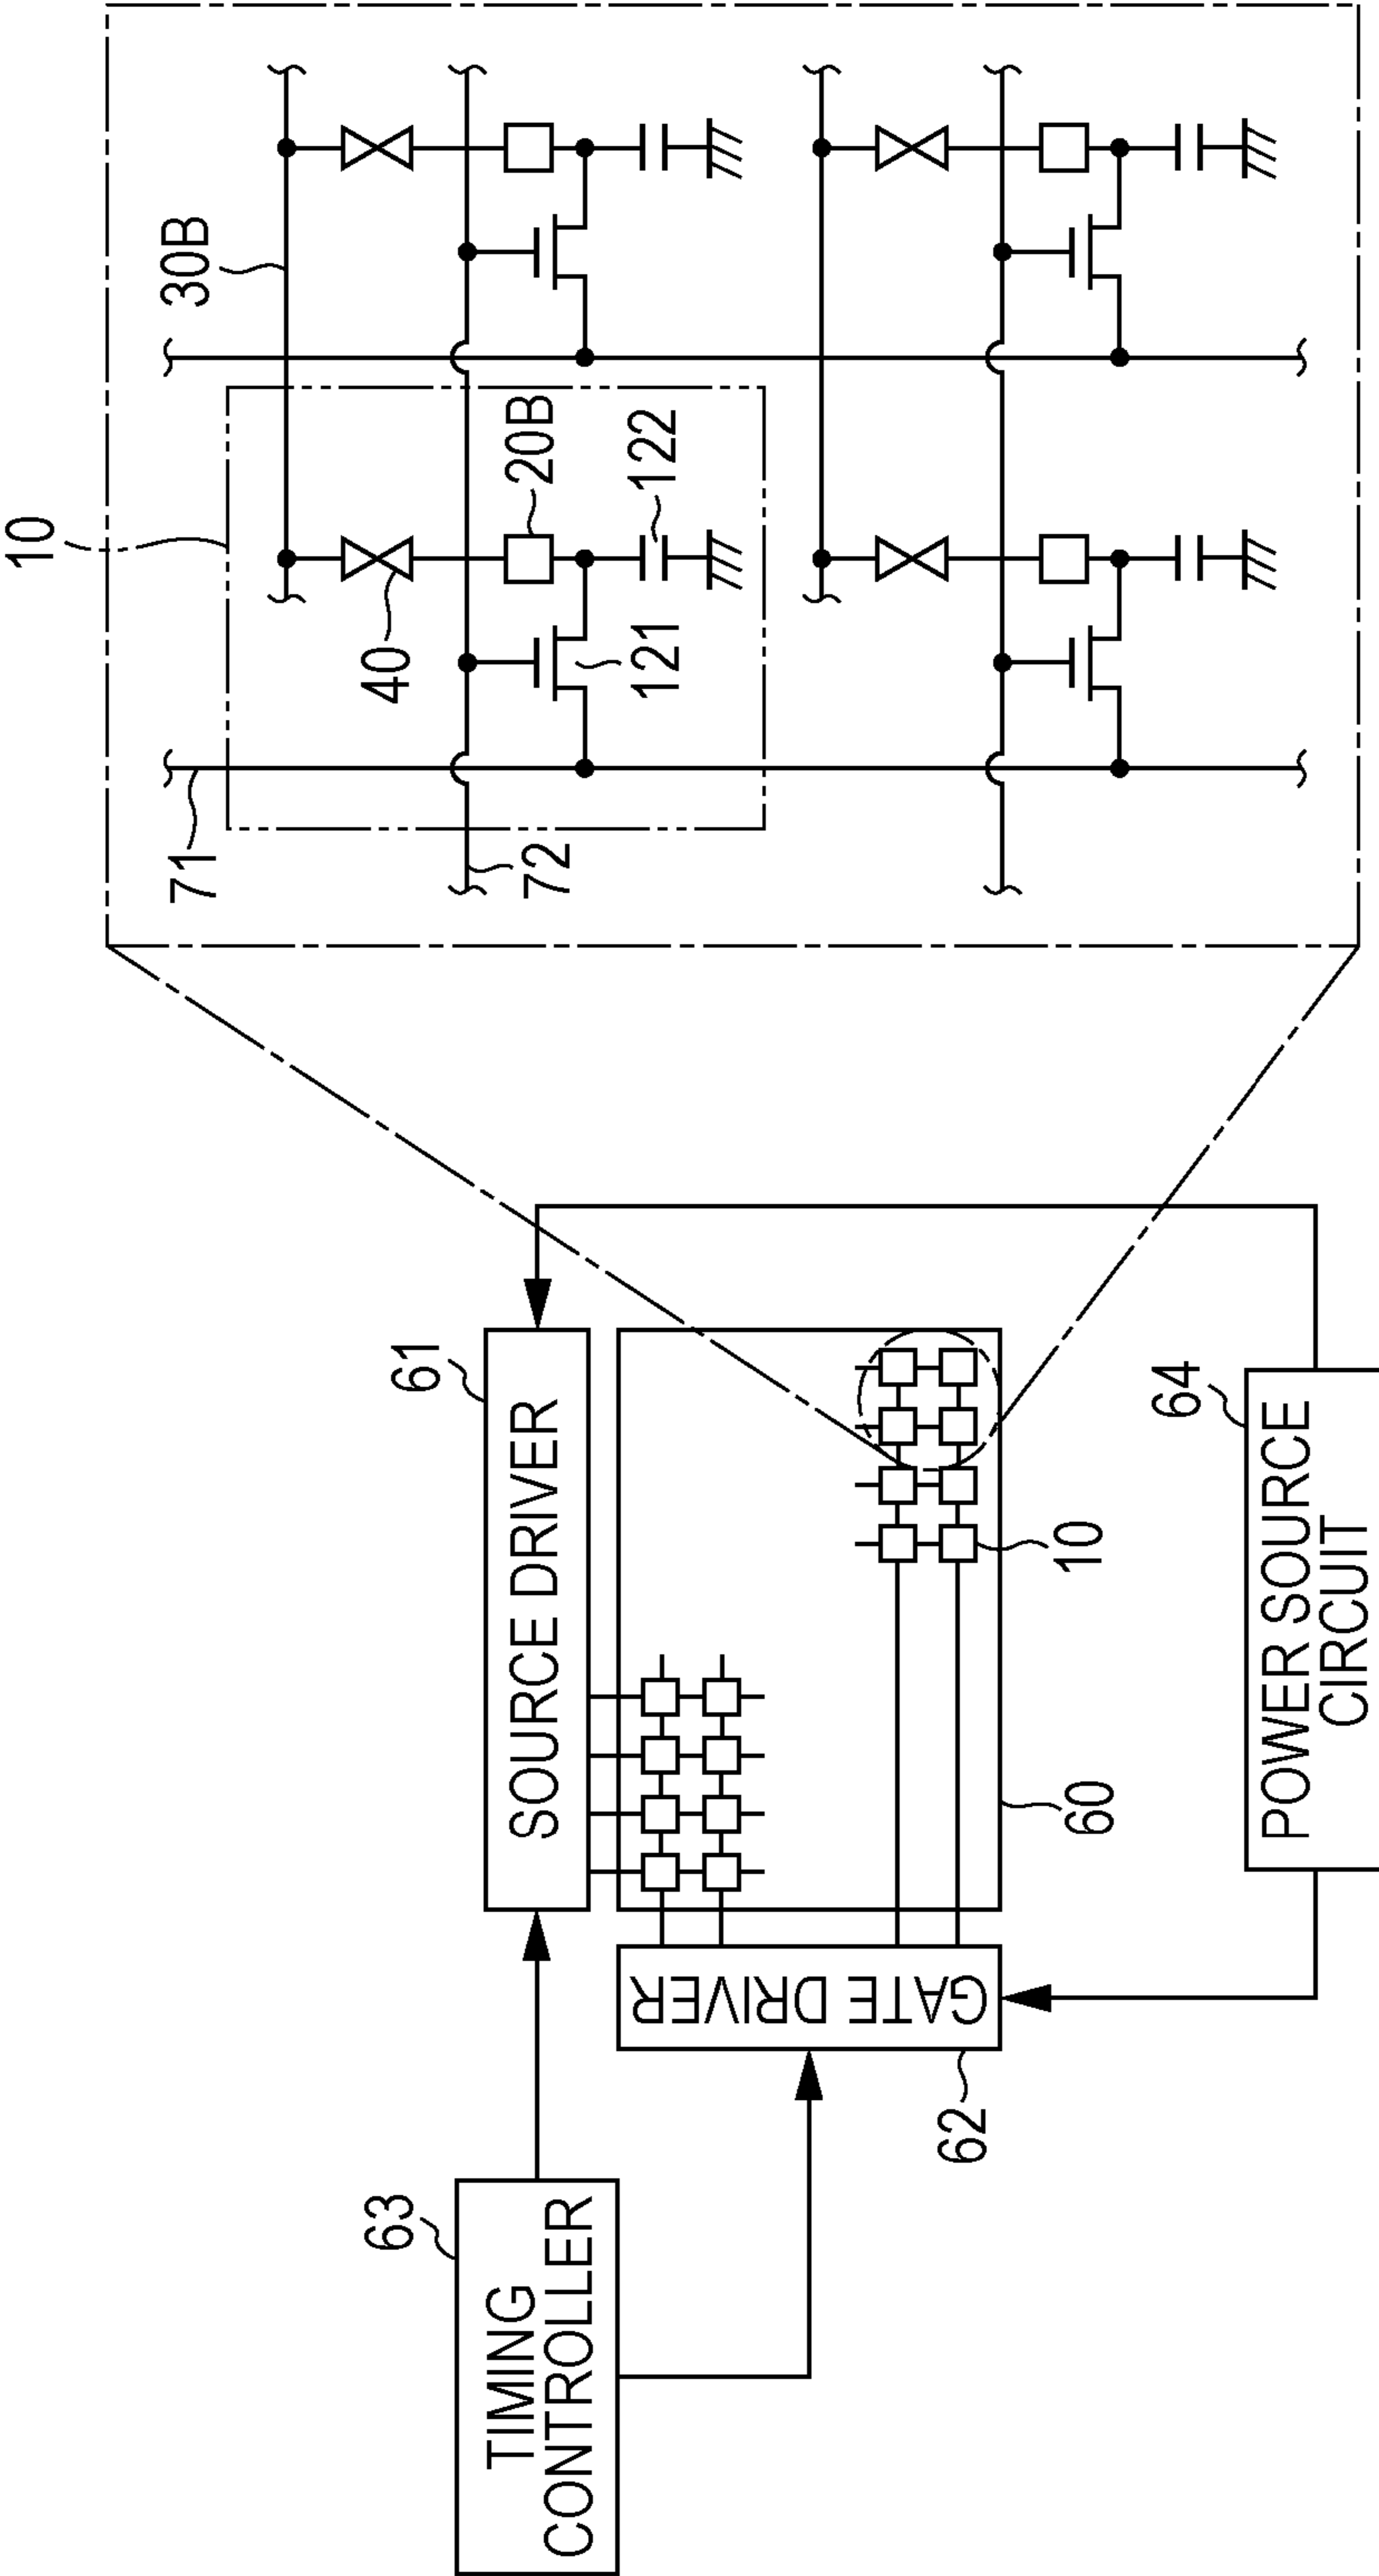 63
TIMING
CONTROLLER
61
SOURCE DRIVER
62
GATE DRIVER
60
10
64
POWER SOURCE
CIRCUIT
10
71
72
30B
40
20B
121
122